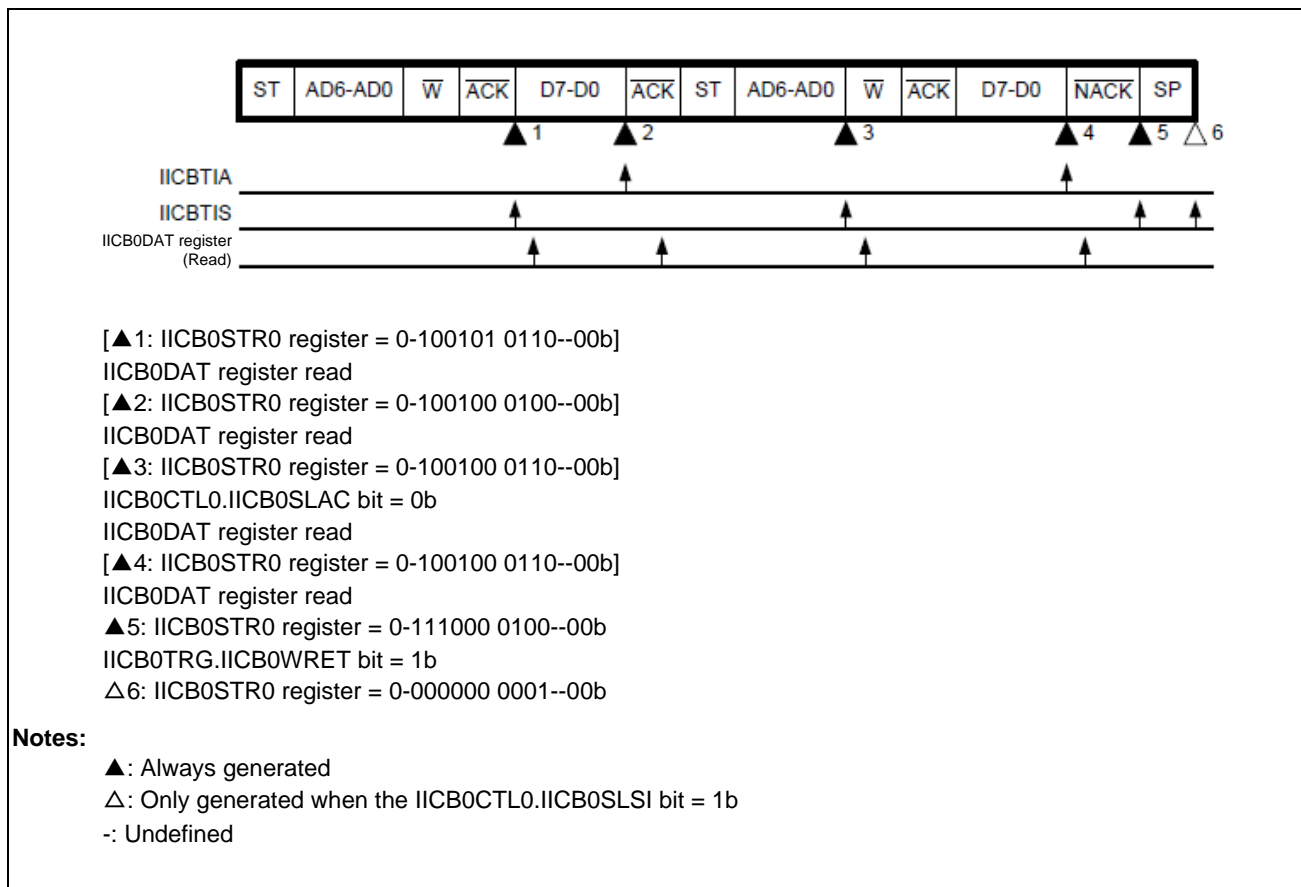 ST AD6-AD0 W̅ A̅C̅K̅ D7-D0 A̅C̅K̅ ST AD6-AD0 W̅ A̅C̅K̅ D7-D0 N̅A̅C̅K̅ SP
▲1 ▲2 ▲3 ▲4 ▲5 △6
IICBTIA
IICBTIS
IICB0DAT register
(Read)
[▲1: IICB0STR0 register = 0-100101 0110--00b]
IICB0DAT register read
[▲2: IICB0STR0 register = 0-100100 0100--00b]
IICB0DAT register read
[▲3: IICB0STR0 register = 0-100100 0110--00b]
IICB0CTL0.IICB0SLAC bit = 0b
IICB0DAT register read
[▲4: IICB0STR0 register = 0-100100 0110--00b]
IICB0DAT register read
▲5: IICB0STR0 register = 0-111000 0100--00b
IICB0TRG.IICB0WRET bit = 1b
△6: IICB0STR0 register = 0-000000 0001--00b
Notes:
▲: Always generated
△: Only generated when the IICB0CTL0.IICB0SLSI bit = 1b
-: Undefined